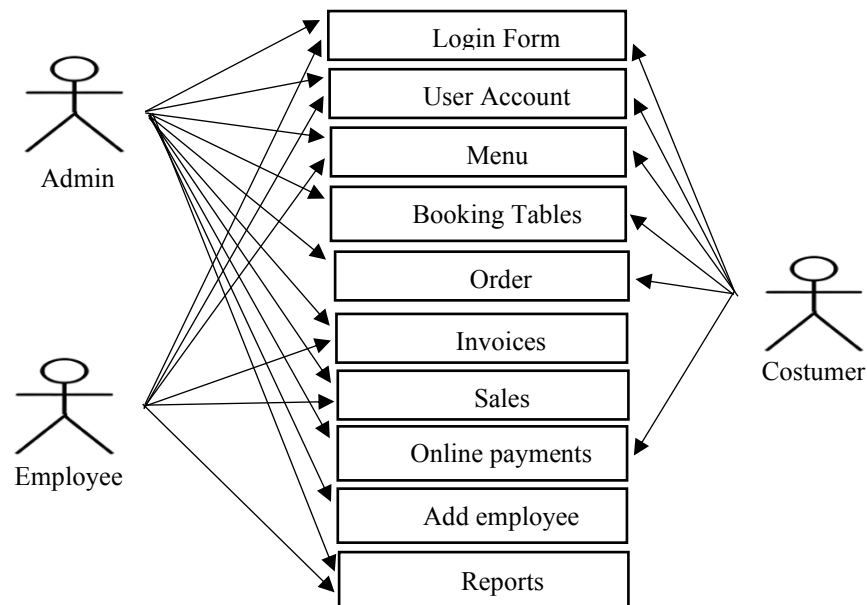 Login Form
User Account
Menu
Admin
Booking Tables
Order
Invoices
Costumer
Sales
Online payments
Employee
Add employee
Reports